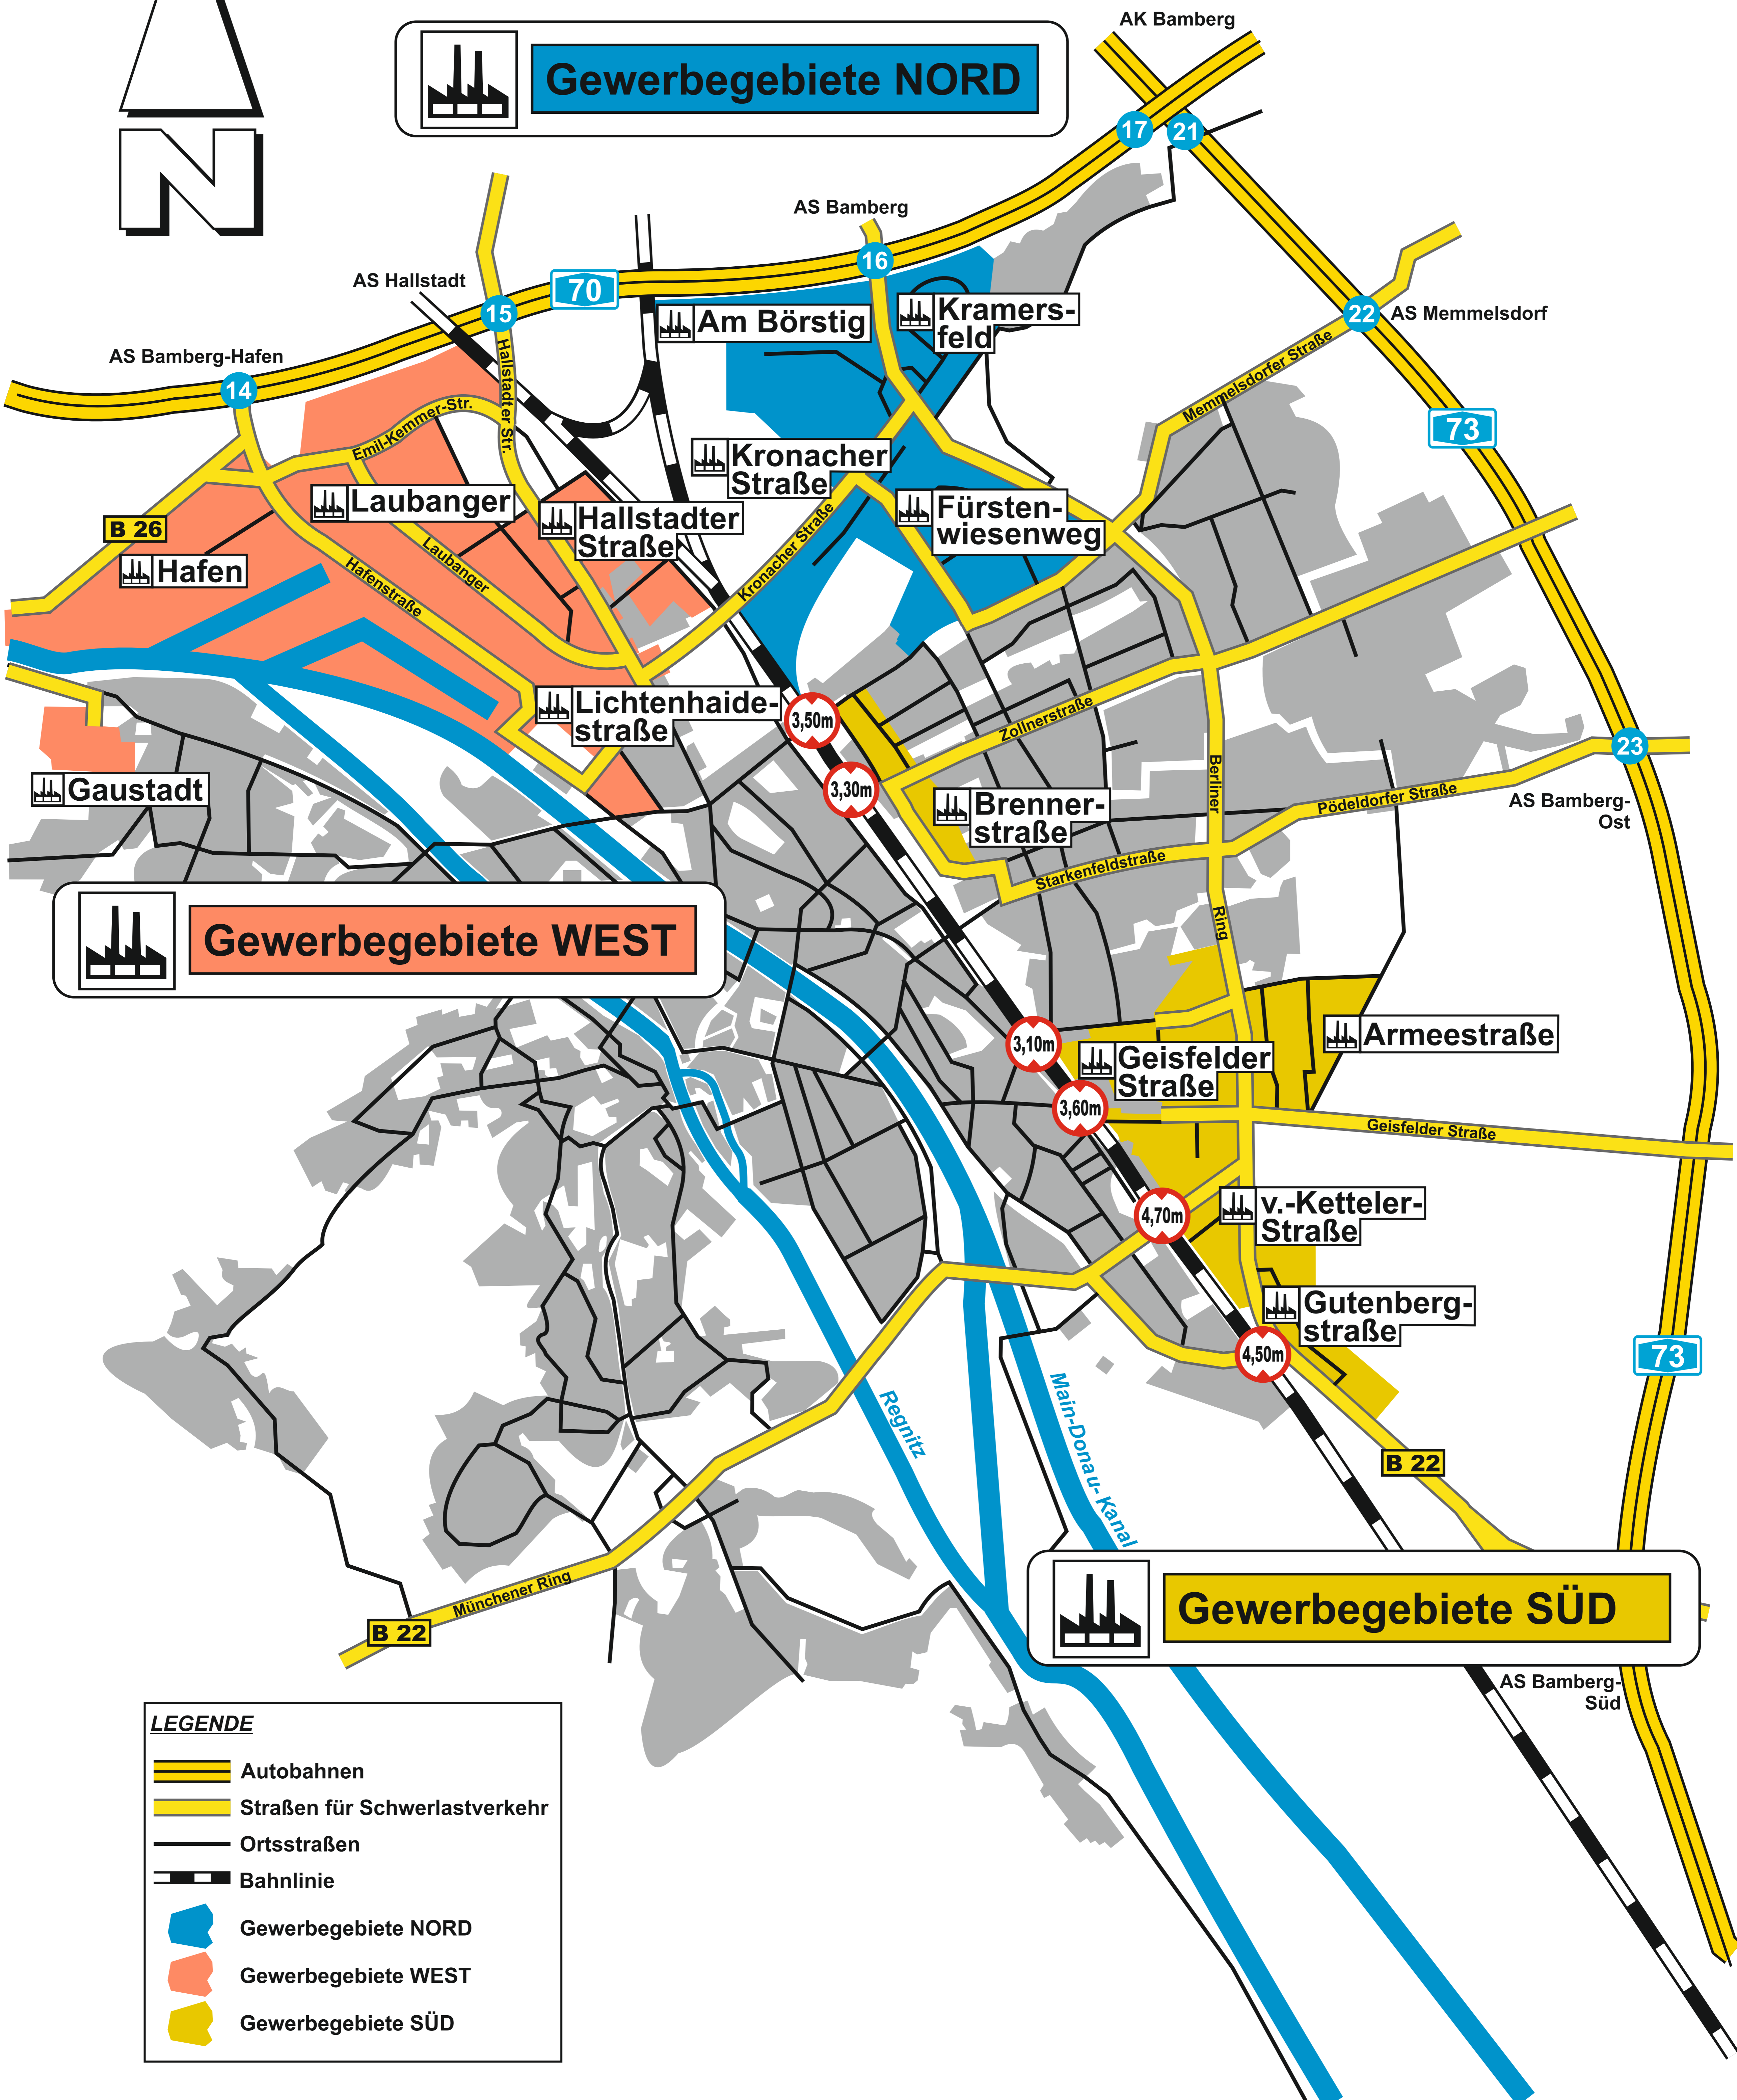 AK Bamberg
Gewerbegebiete NORD
17
21
N
AS Bamberg
16
AS Hallstadt
70
15
22
AS Memmelsdorf
Am Börstig
Kramers-
feld
AS Bamberg-Hafen
14
Hallstadter Str.
Memmelsdorfer Straße
73
Emil-Kemmer-Str.
Kronacher
Straße
Laubanger
Hallstadter
Straße
Fürsten-
wiesenweg
B 26
Hafen
Laubanger
Hafenstraße
Kronacher Straße
Lichtenhaide-
straße
3,50m
Zollnerstraße
23
Gaustadt
3,30m
Berliner
Ring
Brenner-
straße
Pödeldorfer Straße
AS Bamberg-
Ost
Starkenfeldstraße
Gewerbegebiete WEST
3,10m
Armeestraße
Geisfelder
Straße
3,60m
Geisfelder Straße
4,70m
v.-Ketteler-
Straße
Gutenberg-
straße
4,50m
73
Regnitz
Main-Donau-Kanal
B 22
Münchener Ring
B 22
Gewerbegebiete SÜD
AS Bamberg-
Süd
LEGENDE
Autobahnen
Straßen für Schwerlastverkehr
Ortsstraßen
Bahnlinie
Gewerbegebiete NORD
Gewerbegebiete WEST
Gewerbegebiete SÜD